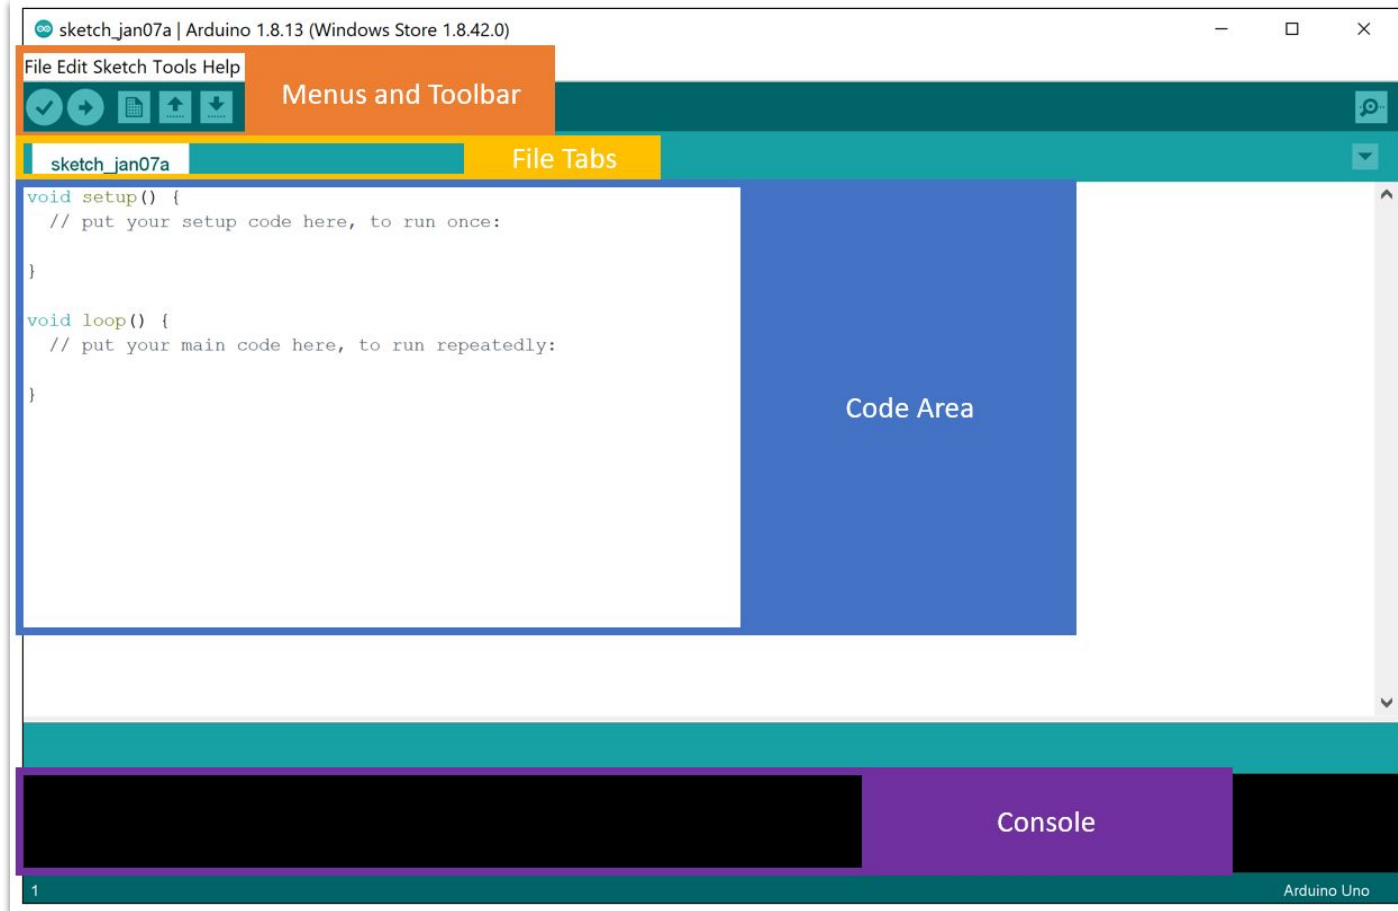 sketch_jan07a | Arduino 1.8.13 (Windows Store 1.8.42.0)
File Edit Sketch Tools Help
Menus and Toolbar
sketch_jan07a
File Tabs
void setup() {
  // put your setup code here, to run once:
}
void loop() {
  // put your main code here, to run repeatedly:
}
Code Area
Console
1
Arduino Uno